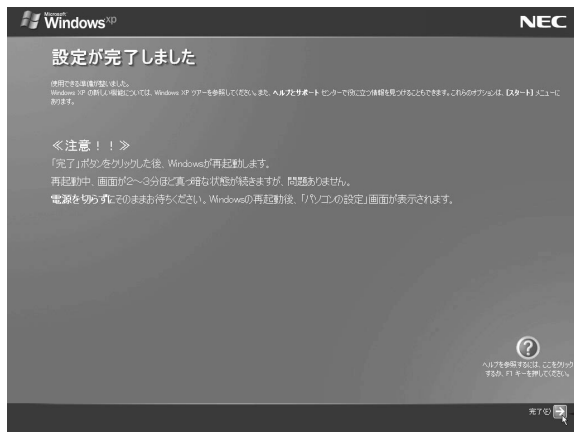 Microsoft
Windows xp
NEC
設定が完了しました
使用できる準備が整いました。
Windows XP の新しい機能については、Windows XP ツアーを参照してください。また、ヘルプとサポート センターで役に立つ情報を見つけることもできます。これらのオプションは、[スタート] メニューに
あります。
≪注意！！≫
「完了」ボタンをクリックした後、Windowsが再起動します。
再起動中、画面が2～3分ほど真っ暗な状態が続きますが、問題ありません。
電源を切らずにそのままお待ちください。Windowsの再起動後、「パソコンの設定」画面が表示されます。
?
ヘルプを参照するには、ここをクリック
するか、F1 キーを押してください。
完了(F)